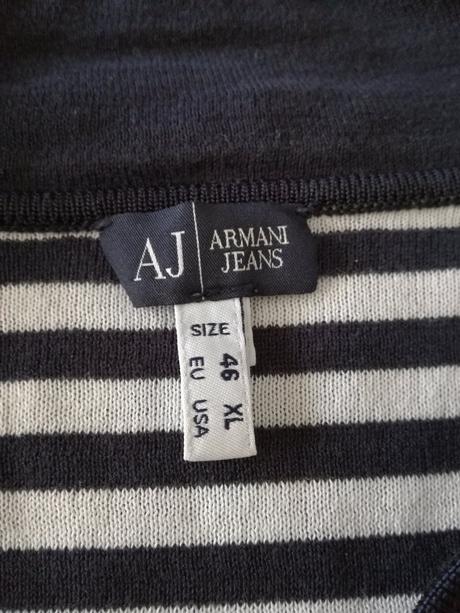 AJ
ARMANI
JEANS
SIZE
46 XL
EU USA